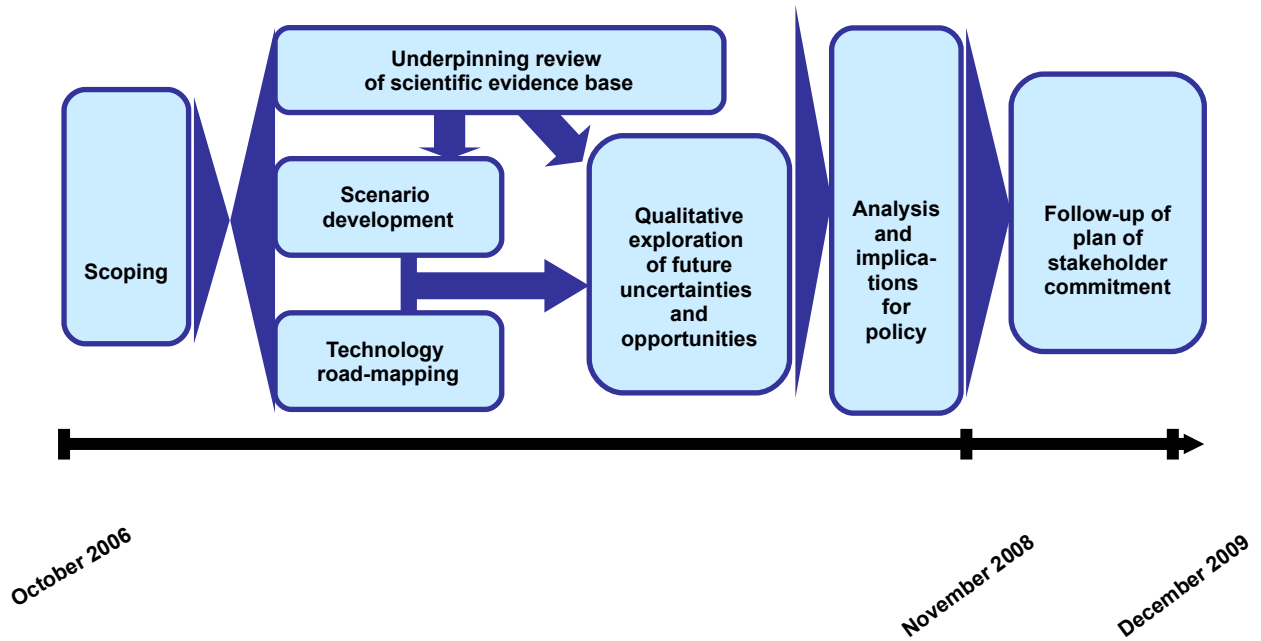 Underpinning review
of scientific evidence base
Scoping
Scenario
development
Technology
road-mapping
Qualitative
exploration
of future
uncertainties
and
opportunities
Analysis
and
implica-
tions
for
policy
Follow-up of
plan of
stakeholder
commitment
October 2006
November 2008
December 2009